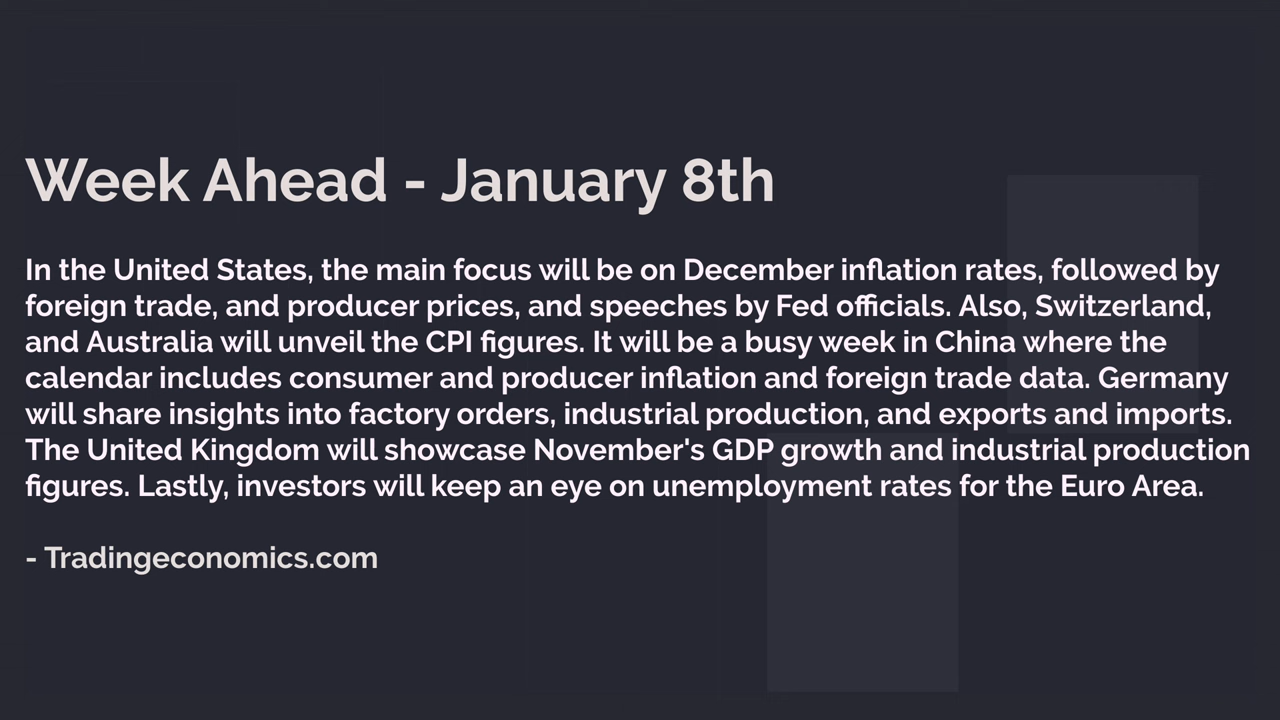 Week Ahead - January 8th
In the United States, the main focus will be on December inflation rates, followed by
foreign trade, and producer prices, and speeches by Fed officials. Also, Switzerland,
and Australia will unveil the CPI figures. It will be a busy week in China where the
calendar includes consumer and producer inflation and foreign trade data. Germany
will share insights into factory orders, industrial production, and exports and imports.
The United Kingdom will showcase November's GDP growth and industrial production
figures. Lastly, investors will keep an eye on unemployment rates for the Euro Area.
- Tradingeconomics.com